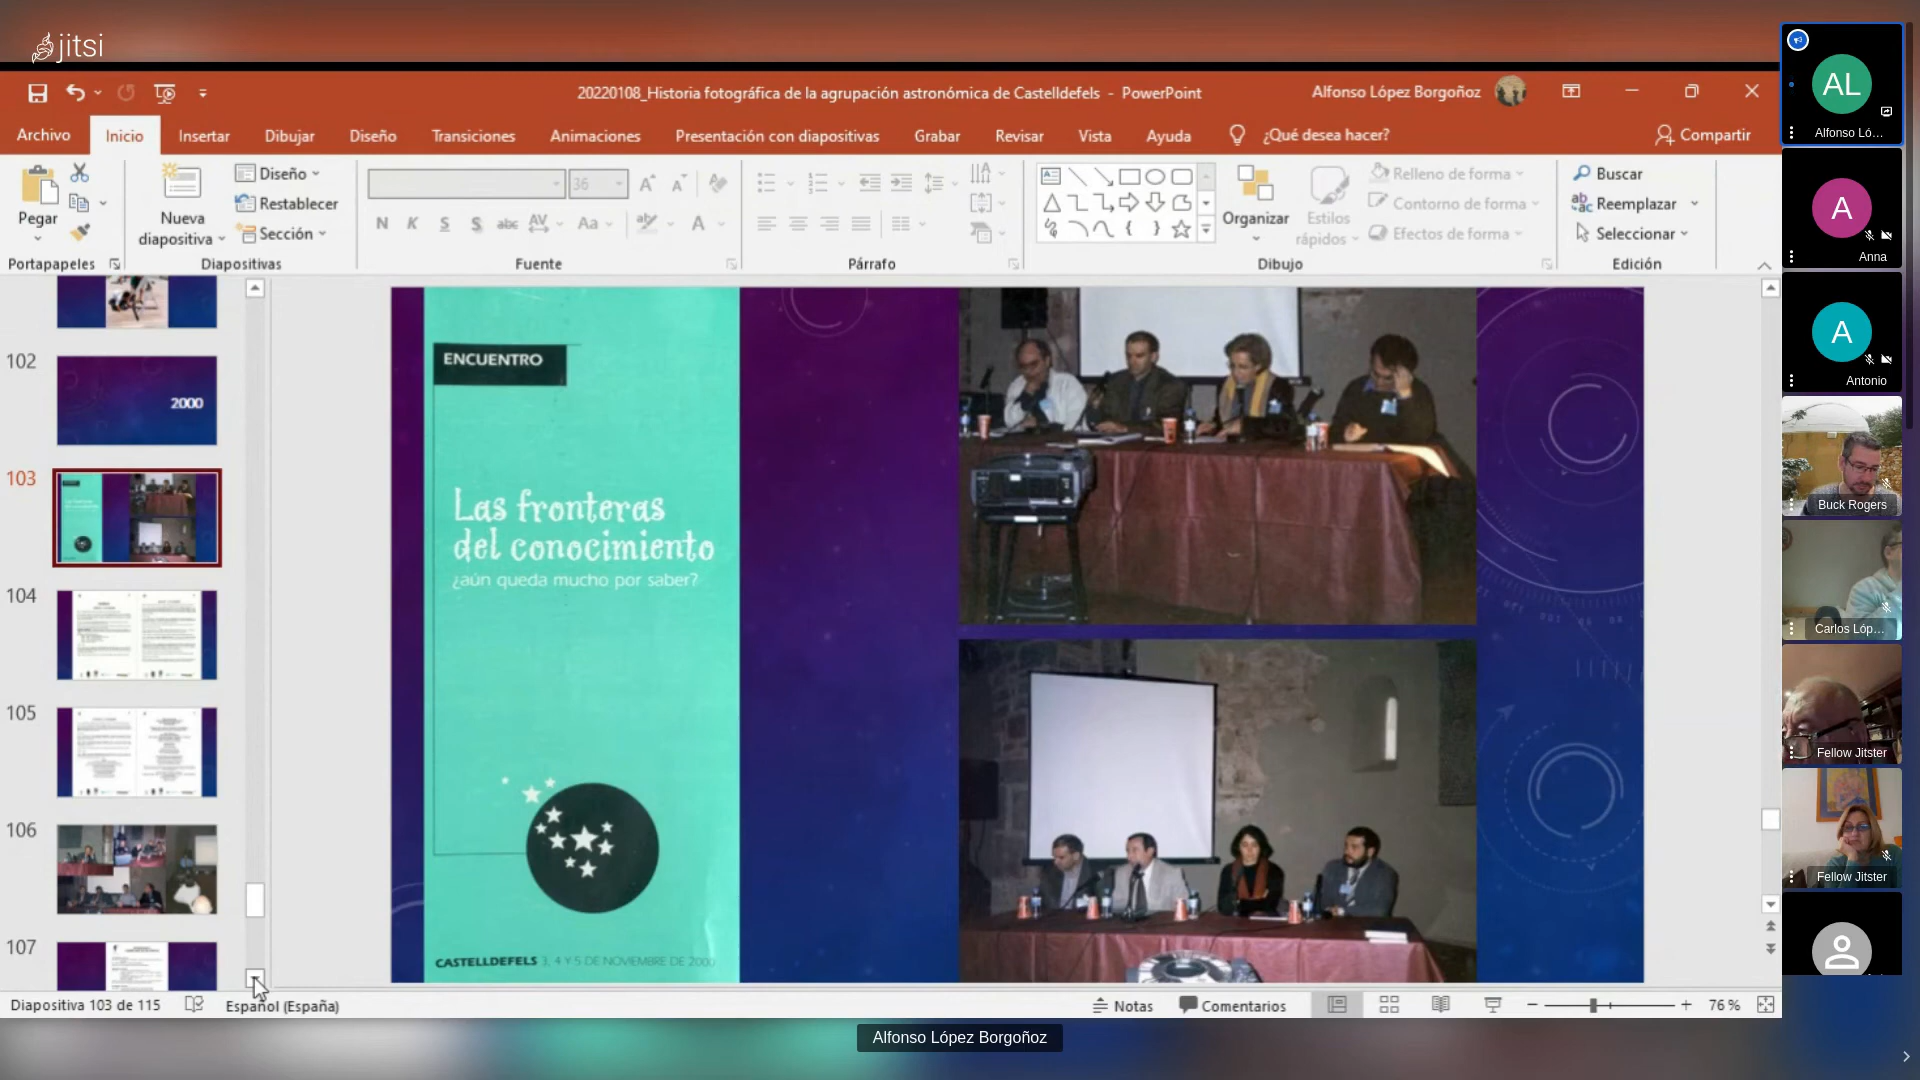 jitsi
20220108_Historia fotográfica de la agrupación astronómica de Castelldefels - PowerPoint
Alfonso López Borgoñoz
Archivo
Inicio
Insertar
Dibujar
Diseño
Transiciones
Animaciones
Presentación con diapositivas
Grabar
Revisar
Vista
Ayuda
¿Qué desea hacer?
Compartir
Pegar
Portapapeles
Nueva
diapositiva
Diseño
Restablecer
Sección
Diapositivas
36
N K S S abc AV Aa A
Fuente
Párrafo
Organizar
Estilos
rápidos
Relleno de forma
Contorno de forma
Efectos de forma
Dibujo
Buscar
Reemplazar
Seleccionar
Edición
102
2000
103
104
105
106
107
ENCUENTRO
Las fronteras
del conocimiento
¿aún queda mucho por saber?
CASTELLDEFELS 3, 4 Y 5 DE NOVIEMBRE DE 2000
Diapositiva 103 de 115
Español (España)
Notas
Comentarios
76 %
Alfonso López Borgoñoz
AL
Alfonso Ló...
A
Anna
A
Antonio
Buck Rogers
Carlos Lóp...
Fellow Jitster
Fellow Jitster